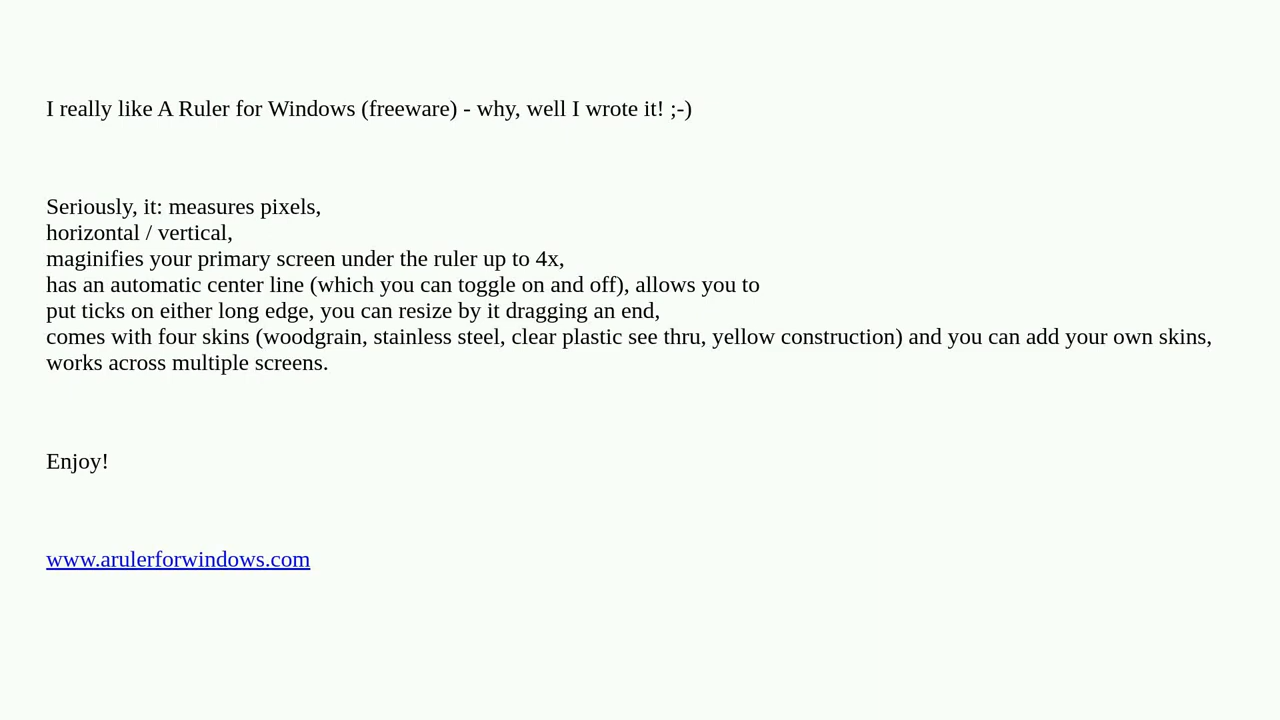 I really like A Ruler for Windows (freeware) - why, well I wrote it! ;-)
Seriously, it: measures pixels,
horizontal / vertical,
maginifies your primary screen under the ruler up to 4x,
has an automatic center line (which you can toggle on and off), allows you to
put ticks on either long edge, you can resize by it dragging an end,
comes with four skins (woodgrain, stainless steel, clear plastic see thru, yellow construction) and you can add your own skins,
works across multiple screens.
Enjoy!
www.arulerforwindows.com